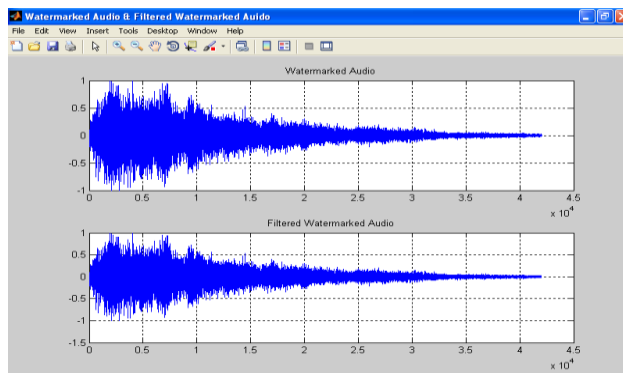 Watermarked Audio & Filtered Watermarked Auido
File Edit View Insert Tools Desktop Window Help
Watermarked Audio
1
0.5
0
-0.5
-1
0 0.5 1 1.5 2 2.5 3 3.5 4 4.5
x 10^4
Filtered Watermarked Audio
1
0.5
0
-0.5
-1
-1.5
0 0.5 1 1.5 2 2.5 3 3.5 4 4.5
x 10^4